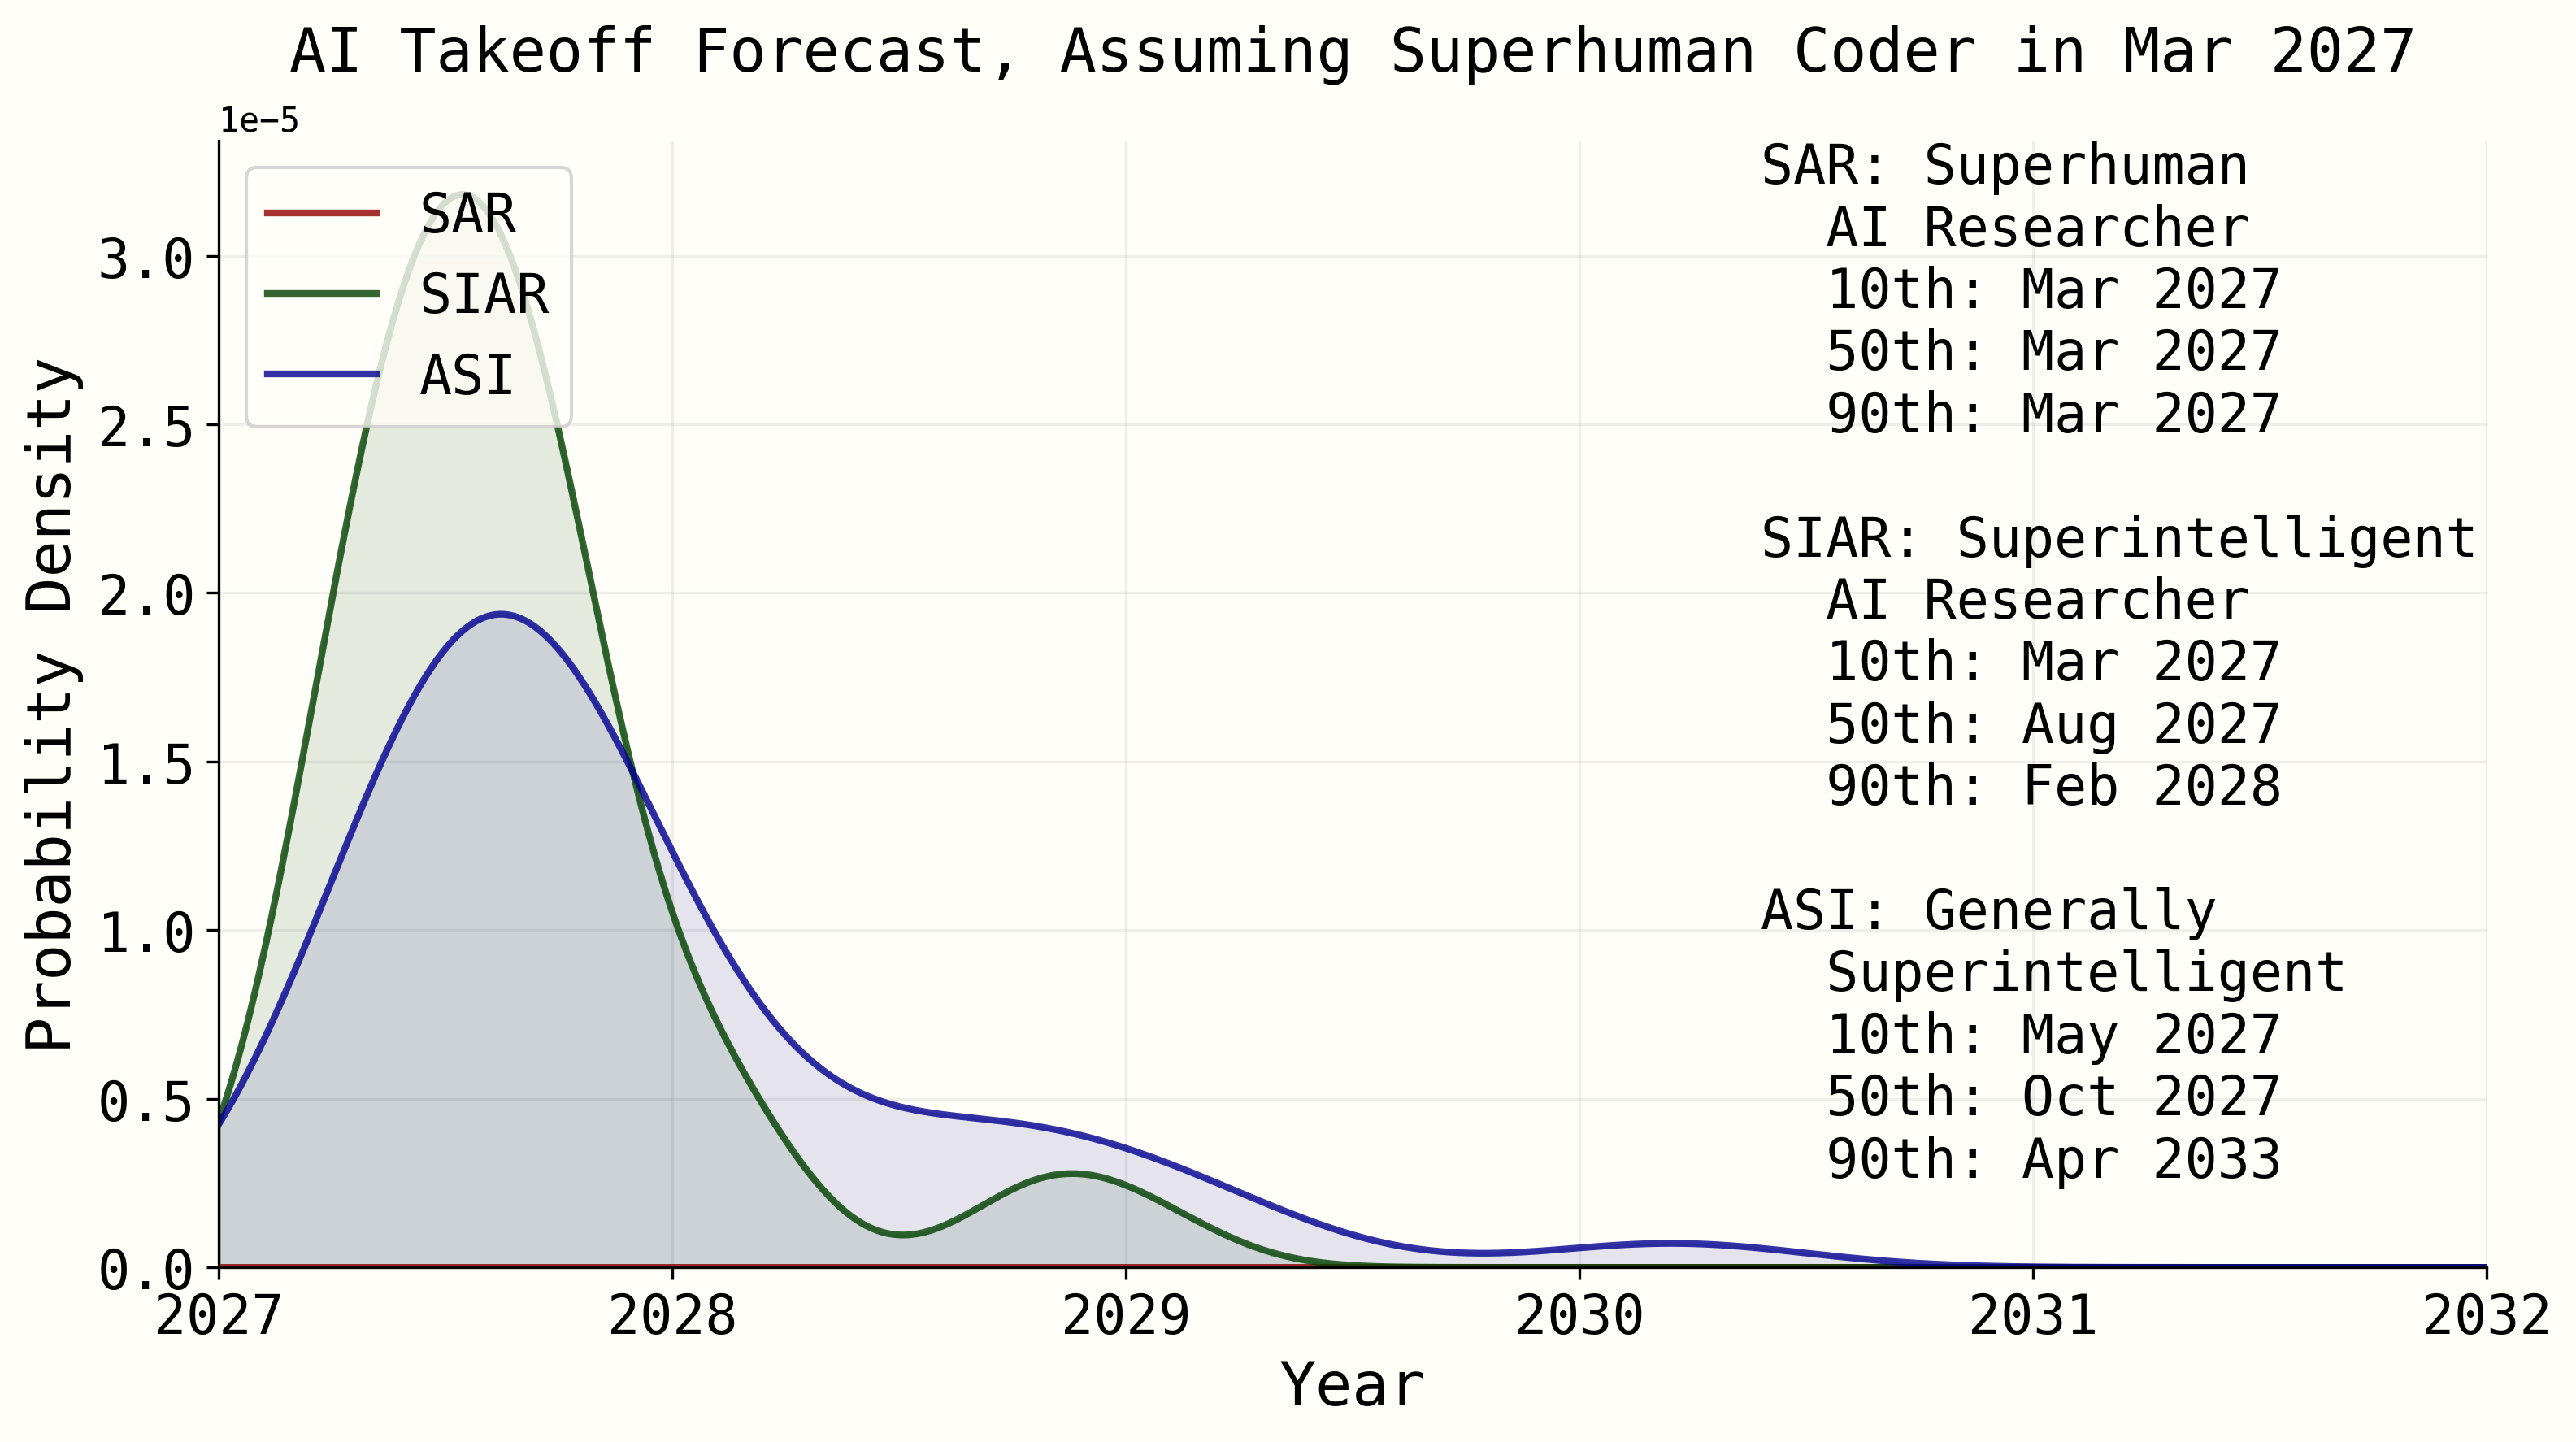 AI Takeoff Forecast, Assuming Superhuman Coder in Mar 2027
1e−5
SAR
SIAR
ASI
Probability Density
3.0
2.5
2.0
1.5
1.0
0.5
0.0
2027
2028
2029
2030
2031
2032
Year
SAR: Superhuman
AI Researcher
10th: Mar 2027
50th: Mar 2027
90th: Mar 2027
SIAR: Superintelligent
AI Researcher
10th: Mar 2027
50th: Aug 2027
90th: Feb 2028
ASI: Generally
Superintelligent
10th: May 2027
50th: Oct 2027
90th: Apr 2033